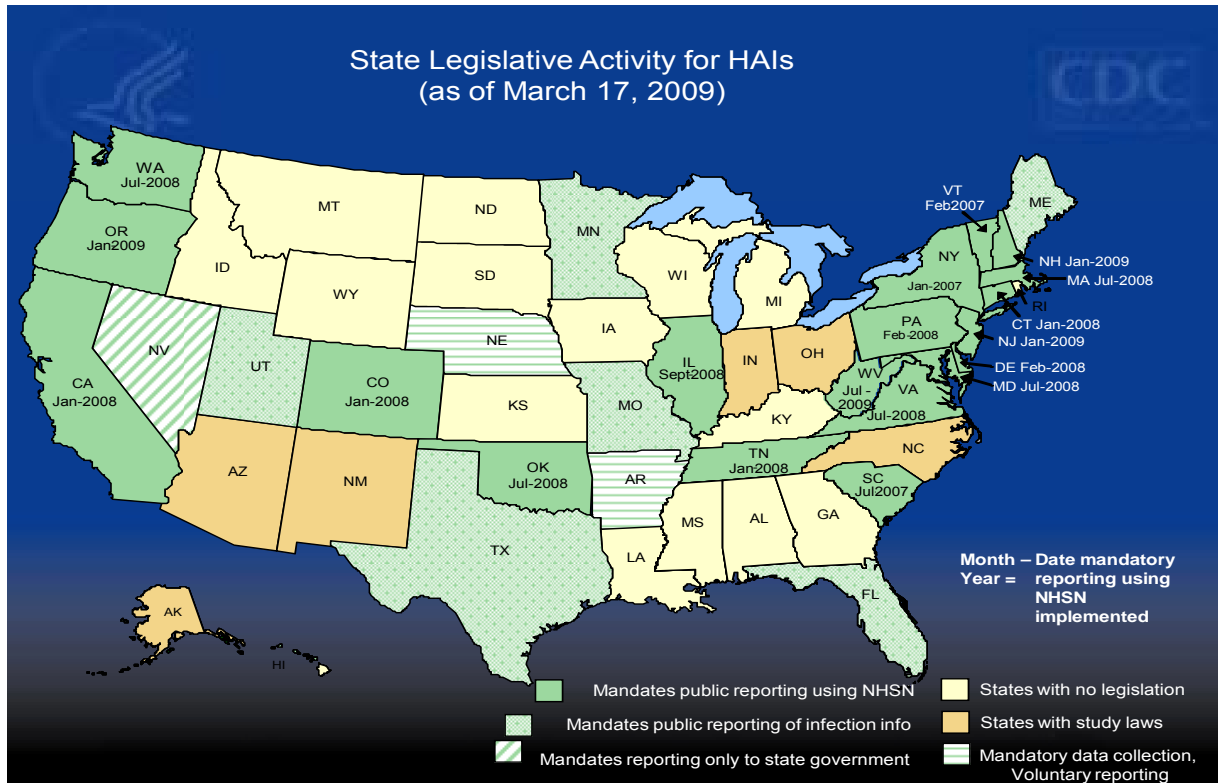 State Legislative Activity for HAIs
(as of March 17, 2009)
CDC
WA
Jul-2008
OR
Jan2009
CA
Jan-2008
NV
ID
MT
WY
UT
CO
Jan-2008
AZ
NM
ND
SD
NE
KS
OK
Jul-2008
TX
MN
IA
MO
AR
LA
WI
IL
Sept-2008
MI
IN
OH
KY
TN
Jan-2008
MS
AL
GA
FL
SC
Jul2007
NC
WV
Jul -
2009
VA
Jul-2008
PA
Feb-2008
NY
Jan-2007
VT
Feb2007
ME
NH Jan-2009
MA Jul-2008
RI
CT Jan-2008
NJ Jan-2009
DE Feb-2008
MD Jul-2008
AK
HI
Month – Date mandatory
Year = reporting using
NHSN
implemented
Mandates public reporting using NHSN
Mandates public reporting of infection info
Mandates reporting only to state government
States with no legislation
States with study laws
Mandatory data collection,
Voluntary reporting